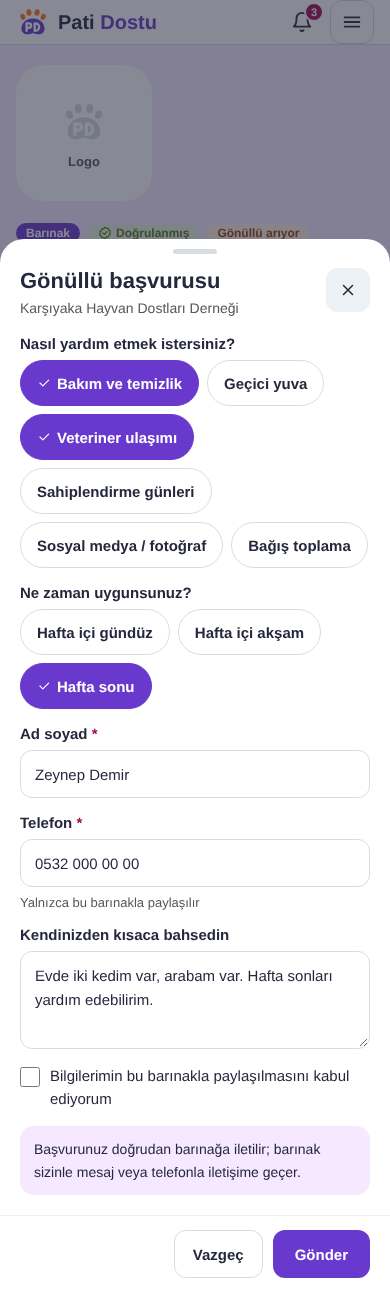 Pati Dostu
3
PD
Logo
Barınak
Doğrulanmış
Gönüllü arıyor
Gönüllü başvurusu
Karşıyaka Hayvan Dostları Derneği
Nasıl yardım etmek istersiniz?
Bakım ve temizlik
Geçici yuva
Veteriner ulaşımı
Sahiplendirme günleri
Sosyal medya / fotoğraf
Bağış toplama
Ne zaman uygunsunuz?
Hafta içi gündüz
Hafta içi akşam
Hafta sonu
Ad soyad *
Zeynep Demir
Telefon *
0532 000 00 00
Yalnızca bu barınakla paylaşılır
Kendinizden kısaca bahsedin
Evde iki kedim var, arabam var. Hafta sonları
yardım edebilirim.
Bilgilerimin bu barınakla paylaşılmasını kabul
ediyorum
Başvurunuz doğrudan barınağa iletilir; barınak
sizinle mesaj veya telefonla iletişime geçer.
Vazgeç
Gönder